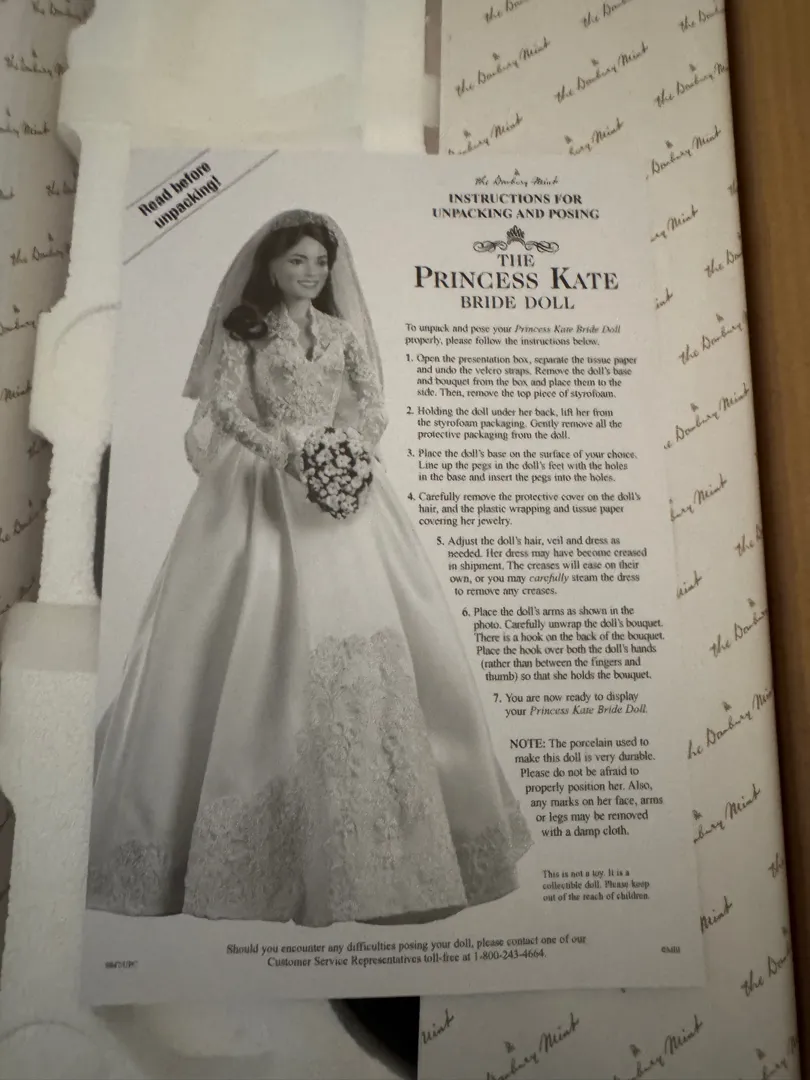 Read before
unpacking!
the Danbury Mint
INSTRUCTIONS FOR
UNPACKING AND POSING
THE
PRINCESS KATE
BRIDE DOLL
To unpack and pose your Princess Kate Bride Doll
properly, please follow the instructions below.
1. Open the presentation box, separate the tissue paper
and undo the velcro straps. Remove the doll's base
and bouquet from the box and place them to the
side. Then, remove the top piece of styrofoam.
2. Holding the doll under her back, lift her from
the styrofoam packaging. Gently remove all the
protective packaging from the doll.
3. Place the doll's base on the surface of your choice.
Line up the pegs in the doll's feet with the holes
in the base and insert the pegs into the holes.
4. Carefully remove the protective cover on the doll's
hair, and the plastic wrapping and tissue paper
covering her jewelry.
5. Adjust the doll's hair, veil and dress as
needed. Her dress may have become creased
in shipment. The creases will ease on their
own, or you may carefully steam the dress
to remove any creases.
6. Place the doll's arms as shown in the
photo. Carefully unwrap the doll's bouquet.
There is a hook on the back of the bouquet.
Place the hook over both the doll's hands
(rather than between the fingers and
thumb) so that she holds the bouquet.
7. You are now ready to display
your Princess Kate Bride Doll.
NOTE: The porcelain used to
make this doll is very durable.
Please do not be afraid to
properly position her. Also,
any marks on her face, arms
or legs may be removed
with a damp cloth.
This is not a toy. It is a
collectible doll. Please keep
out of the reach of children.
Should you encounter any difficulties posing your doll, please contact one of our
Customer Service Representatives toll-free at 1-800-243-4664.
the Danbury Mint
the Danbury Mint
the Danbury Mint